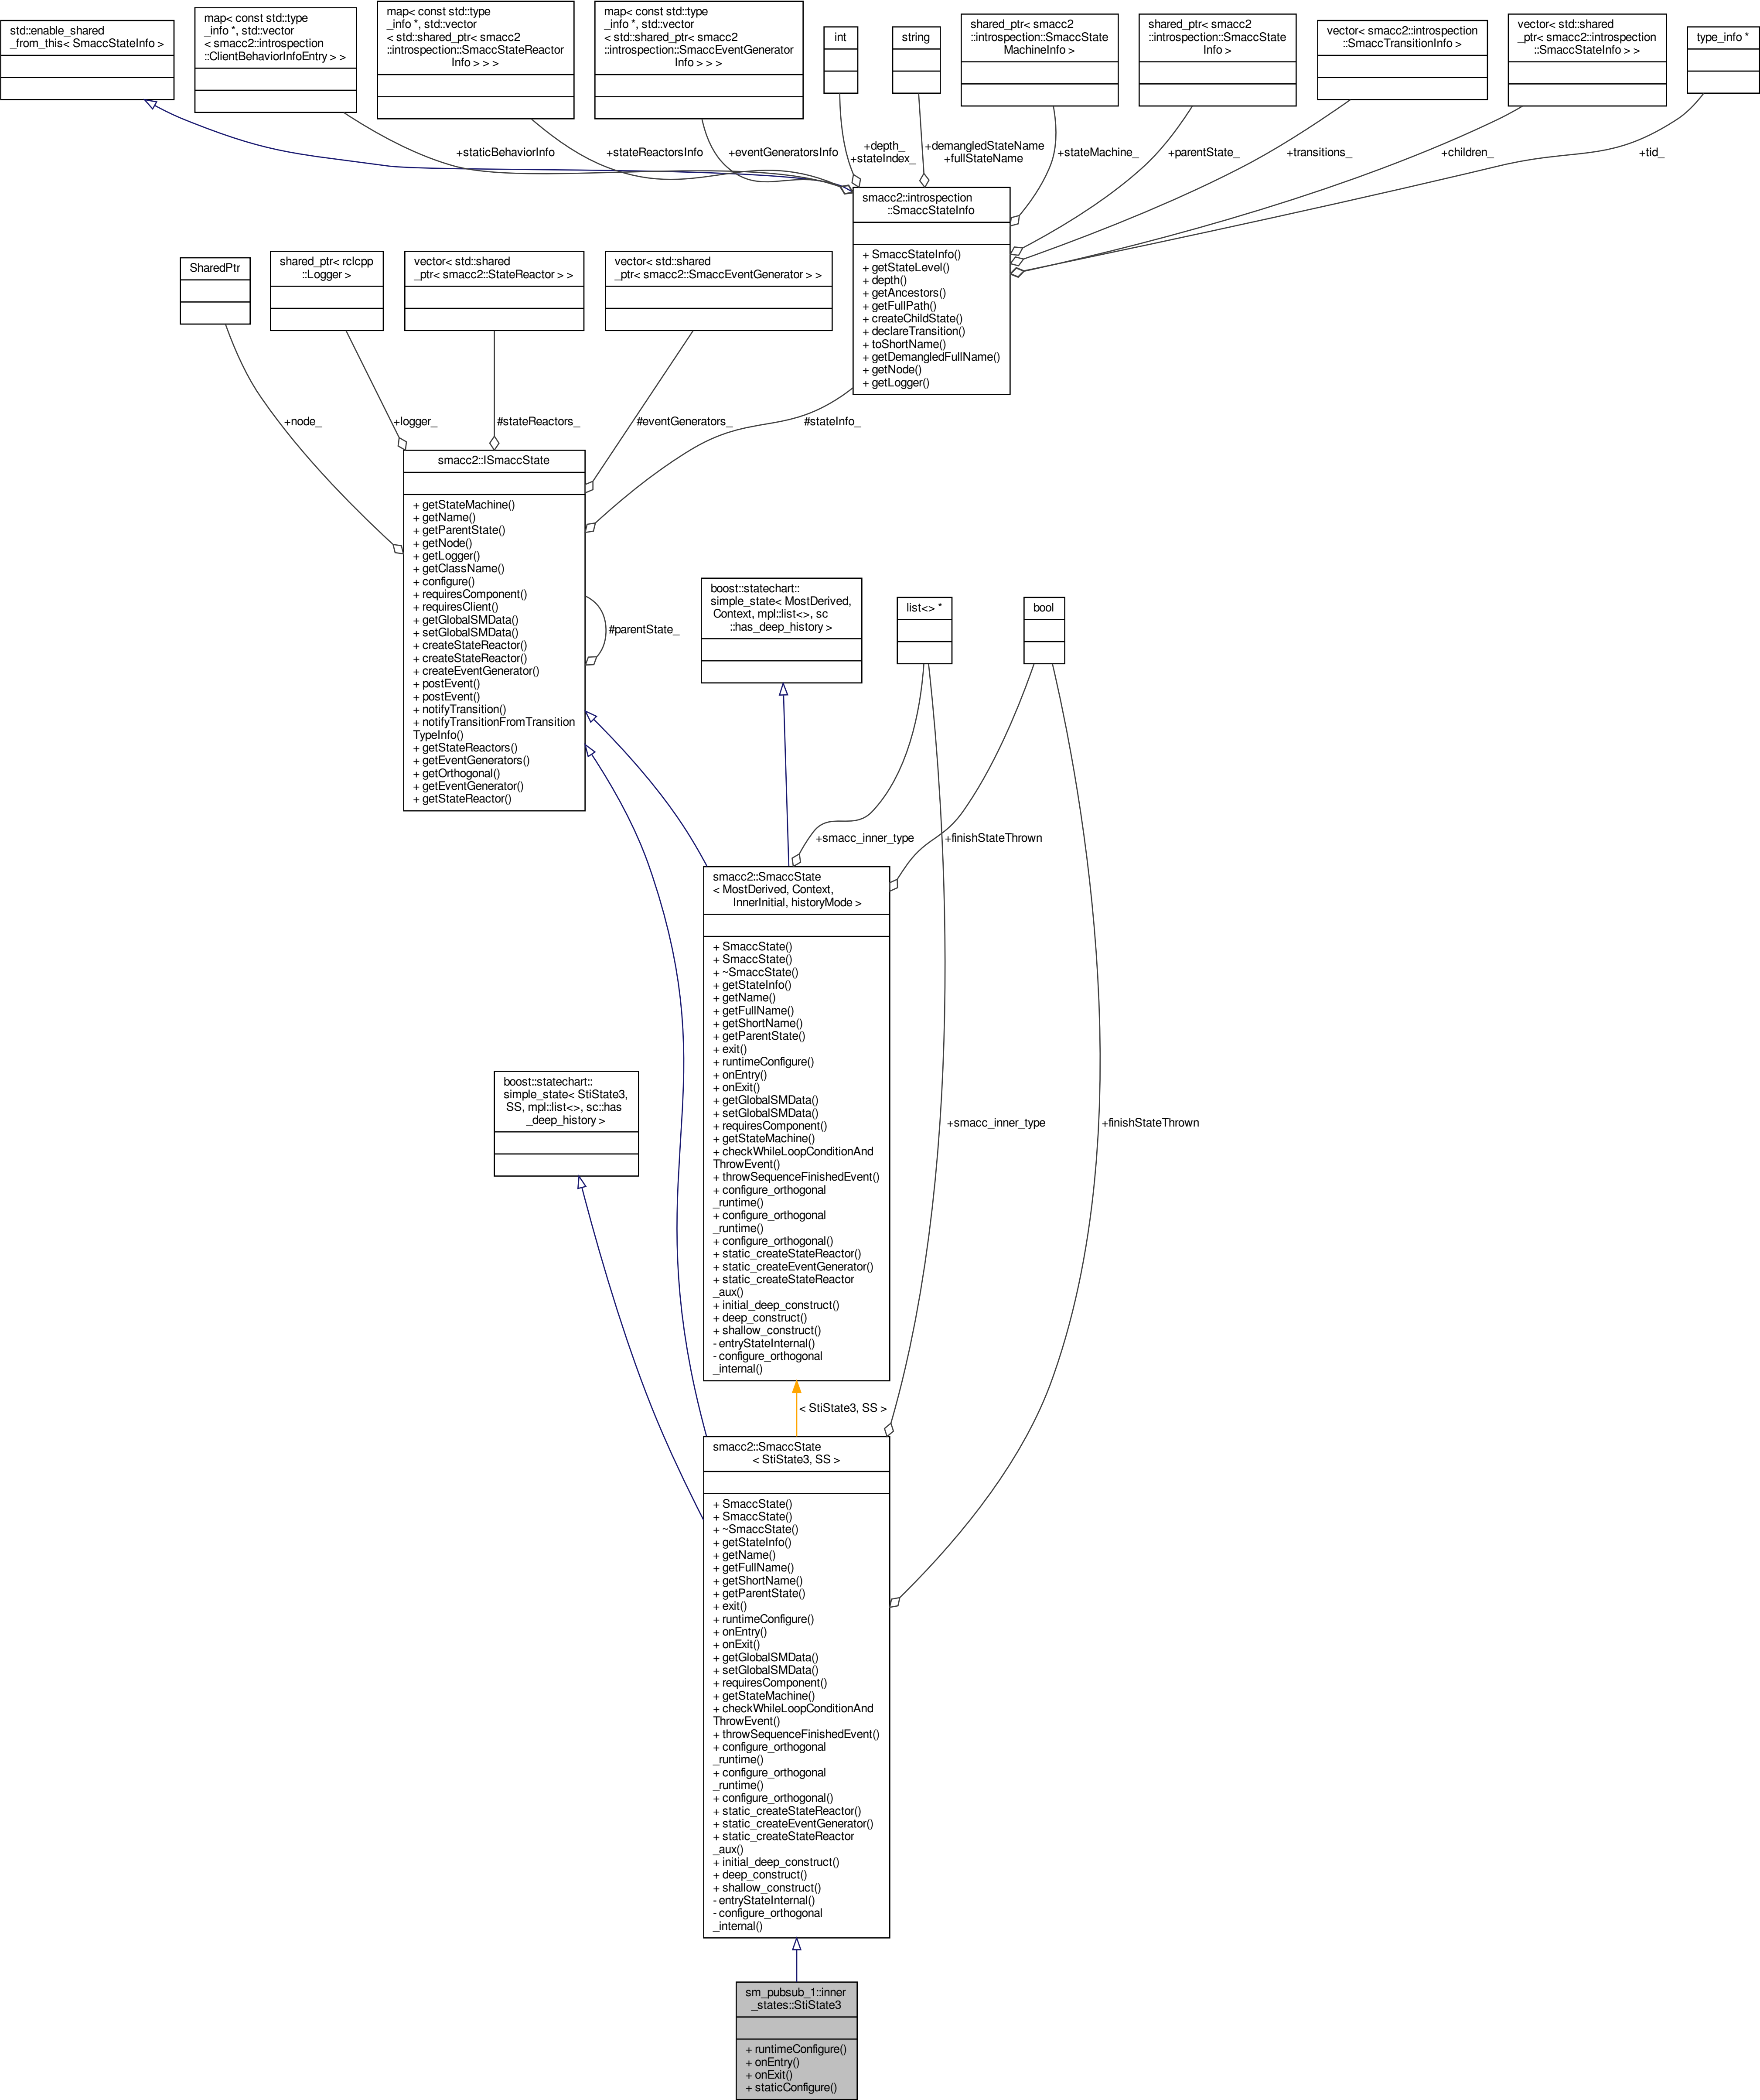 std::enable_shared
_from_this< SmaccStateInfo >
map< const std::type
_info *, std::vector
< smacc2::introspection
::ClientBehaviorInfoEntry > >
map< const std::type
_info *, std::vector
< std::shared_ptr< smacc2
::introspection::SmaccStateReactor
Info > > >
map< const std::type
_info *, std::vector
< std::shared_ptr< smacc2
::introspection::SmaccEventGenerator
Info > > >
int
string
shared_ptr< smacc2
::introspection::SmaccState
MachineInfo >
shared_ptr< smacc2
::introspection::SmaccState
Info >
vector< smacc2::introspection
::SmaccTransitionInfo >
vector< std::shared
_ptr< smacc2::introspection
::SmaccStateInfo > >
type_info *
+staticBehaviorInfo
+stateReactorsInfo
+eventGeneratorsInfo
+depth_
+stateIndex_
+demangledStateName
+fullStateName
+stateMachine_
+parentState_
+transitions_
+children_
+tid_
smacc2::introspection
::SmaccStateInfo
+ SmaccStateInfo()
+ getStateLevel()
+ depth()
+ getAncestors()
+ getFullPath()
+ createChildState()
+ declareTransition()
+ toShortName()
+ getDemangledFullName()
+ getNode()
+ getLogger()
SharedPtr
shared_ptr< rclcpp
::Logger >
vector< std::shared
_ptr< smacc2::StateReactor > >
vector< std::shared
_ptr< smacc2::SmaccEventGenerator > >
+node_
+logger_
#stateReactors_
#eventGenerators_
#stateInfo_
smacc2::ISmaccState
+ getStateMachine()
+ getName()
+ getParentState()
+ getNode()
+ getLogger()
+ getClassName()
+ configure()
+ requiresComponent()
+ requiresClient()
+ getGlobalSMData()
+ setGlobalSMData()
+ createStateReactor()
+ createStateReactor()
+ createEventGenerator()
+ postEvent()
+ postEvent()
+ notifyTransition()
+ notifyTransitionFromTransition
TypeInfo()
+ getStateReactors()
+ getEventGenerators()
+ getOrthogonal()
+ getEventGenerator()
+ getStateReactor()
#parentState_
boost::statechart::
simple_state< MostDerived,
Context, mpl::list<>, sc
::has_deep_history >
list<> *
bool
+smacc_inner_type
+finishStateThrown
smacc2::SmaccState
< MostDerived, Context,
InnerInitial, historyMode >
+ SmaccState()
+ SmaccState()
+ ~SmaccState()
+ getStateInfo()
+ getName()
+ getFullName()
+ getShortName()
+ getParentState()
+ exit()
+ runtimeConfigure()
+ onEntry()
+ onExit()
+ getGlobalSMData()
+ setGlobalSMData()
+ requiresComponent()
+ getStateMachine()
+ checkWhileLoopConditionAnd
ThrowEvent()
+ throwSequenceFinishedEvent()
+ configure_orthogonal
_runtime()
+ configure_orthogonal
_runtime()
+ configure_orthogonal()
+ static_createStateReactor()
+ static_createEventGenerator()
+ static_createStateReactor
_aux()
+ initial_deep_construct()
+ deep_construct()
+ shallow_construct()
- entryStateInternal()
- configure_orthogonal
_internal()
boost::statechart::
simple_state< StiState3,
SS, mpl::list<>, sc::has
_deep_history >
+smacc_inner_type
+finishStateThrown
< StiState3, SS >
smacc2::SmaccState
< StiState3, SS >
+ SmaccState()
+ SmaccState()
+ ~SmaccState()
+ getStateInfo()
+ getName()
+ getFullName()
+ getShortName()
+ getParentState()
+ exit()
+ runtimeConfigure()
+ onEntry()
+ onExit()
+ getGlobalSMData()
+ setGlobalSMData()
+ requiresComponent()
+ getStateMachine()
+ checkWhileLoopConditionAnd
ThrowEvent()
+ throwSequenceFinishedEvent()
+ configure_orthogonal
_runtime()
+ configure_orthogonal
_runtime()
+ configure_orthogonal()
+ static_createStateReactor()
+ static_createEventGenerator()
+ static_createStateReactor
_aux()
+ initial_deep_construct()
+ deep_construct()
+ shallow_construct()
- entryStateInternal()
- configure_orthogonal
_internal()
sm_pubsub_1::inner
_states::StiState3
+ runtimeConfigure()
+ onEntry()
+ onExit()
+ staticConfigure()